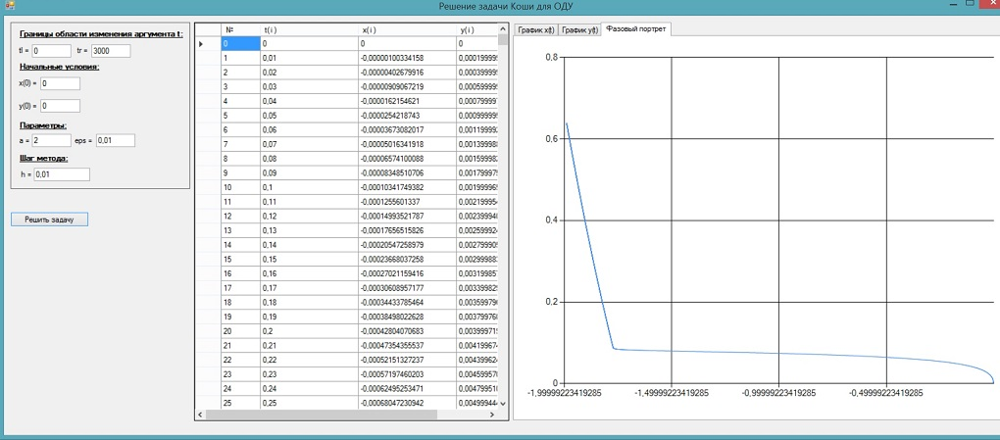 Решение задачи Коши для ОДУ
Границы области изменения аргумента t:
tl = 0 tr = 3000
Начальные условия:
x(0) = 0
y(0) = 0
Параметры:
a = 2 eps = 0,01
Шаг метода:
h = 0,01
Решить задачу
№ t(i) x(i) y(i)
0 0 0 0
1 0,01 -0,00000100334158 0,000199995
2 0,02 -0,00000402679916 0,00039999
3 0,03 -0,00000909067219 0,00059999
4 0,04 -0,0000162154621 0,00079999
5 0,05 -0,0000254218743 0,00099999
6 0,06 -0,00003673082017 0,00119999
7 0,07 -0,00005016341918 0,00139998
8 0,08 -0,00006574100088 0,00159998
9 0,09 -0,00008348510706 0,00179997
10 0,1 -0,00010341749382 0,00199996
11 0,11 -0,0001255601337 0,00219995
12 0,12 -0,00014993521787 0,00239994
13 0,13 -0,00017656515826 0,00259992
14 0,14 -0,00020547258979 0,00279990
15 0,15 -0,00023668037258 0,00299988
16 0,16 -0,00027021159416 0,00319985
17 0,17 -0,00030608957177 0,00339982
18 0,18 -0,00034433785464 0,00359979
19 0,19 -0,00038498022628 0,00379976
20 0,2 -0,00042804070683 0,00399971
21 0,21 -0,00047354355537 0,00419967
22 0,22 -0,00052151327237 0,00439962
23 0,23 -0,00057197460203 0,00459957
24 0,24 -0,00062495253471 0,00479951
25 0,25 -0,00068047230942 0,00499944
График x(t) График y(t) Фазовый портрет
0,8
0,6
0,4
0,2
0
-1,99999223419285 -1,49999223419285 -0,99999223419285 -0,49999223419285